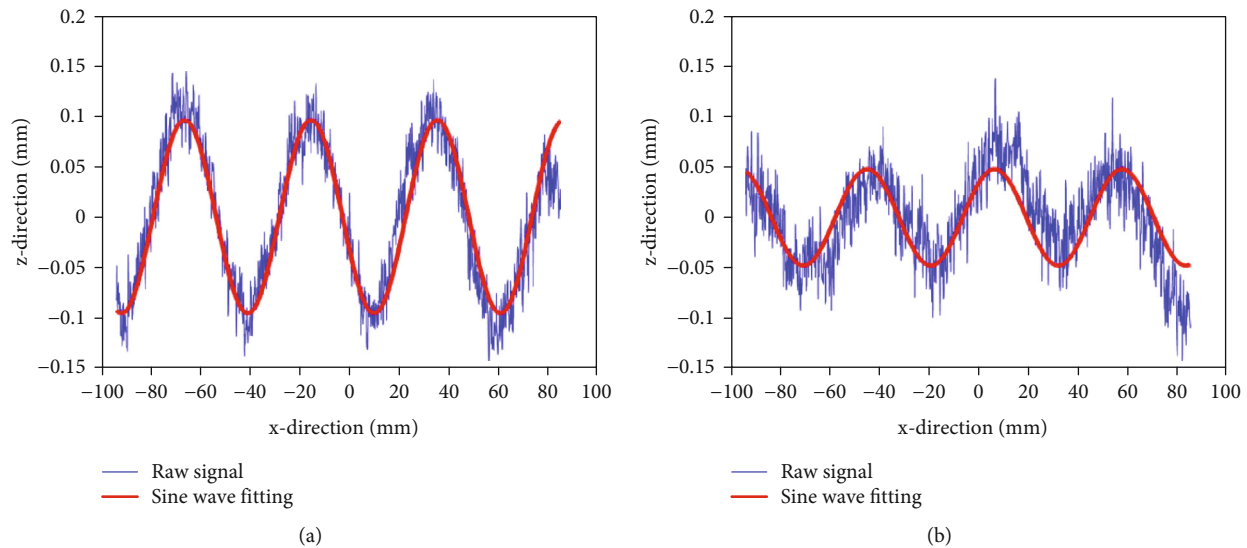 0.2
0.15
0.1
0.05
0
−0.05
−0.1
−0.15
z-direction (mm)
−100 −80 −60 −40 −20 0 20 40 60 80 100
x-direction (mm)
Raw signal
Sine wave fitting
(a)
0.2
0.15
0.1
0.05
0
−0.05
−0.1
−0.15
z-direction (mm)
−100 −80 −60 −40 −20 0 20 40 60 80 100
x-direction (mm)
Raw signal
Sine wave fitting
(b)